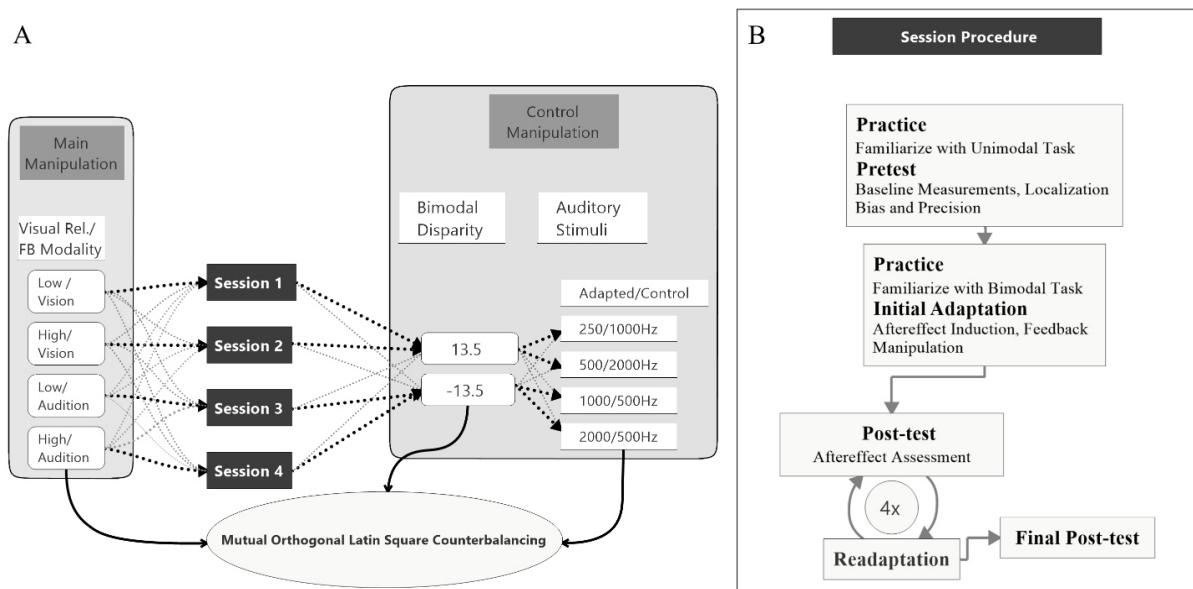 A
Main
Manipulation
Visual Rel./
FB Modality
Low /
Vision
High/
Vision
Low/
Audition
High/
Audition
Session 1
Session 2
Session 3
Session 4
Control
Manipulation
Bimodal
Disparity
Auditory
Stimuli
13.5
-13.5
Adapted/Control
250/1000Hz
500/2000Hz
1000/500Hz
2000/500Hz
Mutual Orthogonal Latin Square Counterbalancing
B
Session Procedure
Practice
Familiarize with Unimodal Task
Pretest
Baseline Measurements, Localization
Bias and Precision
Practice
Familiarize with Bimodal Task
Initial Adaptation
Aftereffect Induction, Feedback
Manipulation
Post-test
Aftereffect Assessment
4x
Readaptation
Final Post-test